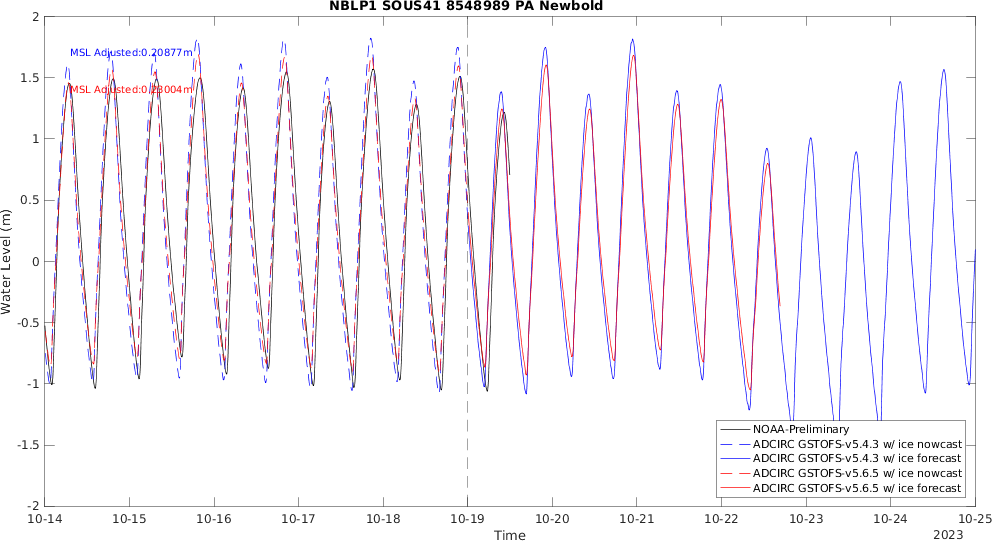 NBLP1 SOUS41 8548989 PA Newbold
2
1.5
1
0.5
0
-0.5
-1
-1.5
-2
Water Level (m)
MSL Adjusted:0.20877m
MSL Adjusted:0.23004m
NOAA-Preliminary
ADCIRC GSTOFS-v5.4.3 w/ ice nowcast
ADCIRC GSTOFS-v5.4.3 w/ ice forecast
ADCIRC GSTOFS-v5.6.5 w/ ice nowcast
ADCIRC GSTOFS-v5.6.5 w/ ice forecast
10-14 10-15 10-16 10-17 10-18 10-19 10-20 10-21 10-22 10-23 10-24 10-25
Time
2023